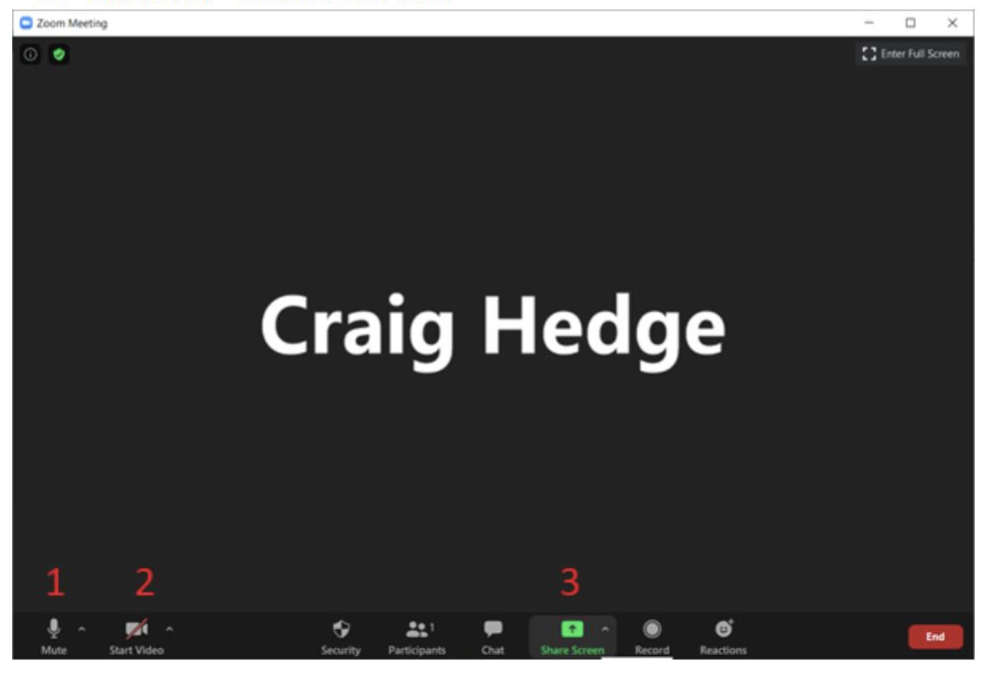 Zoom Meeting
Enter Full Screen
Craig Hedge
1 2 3
Mute Start Video Security Participants 1 Chat Share Screen Record Reactions End